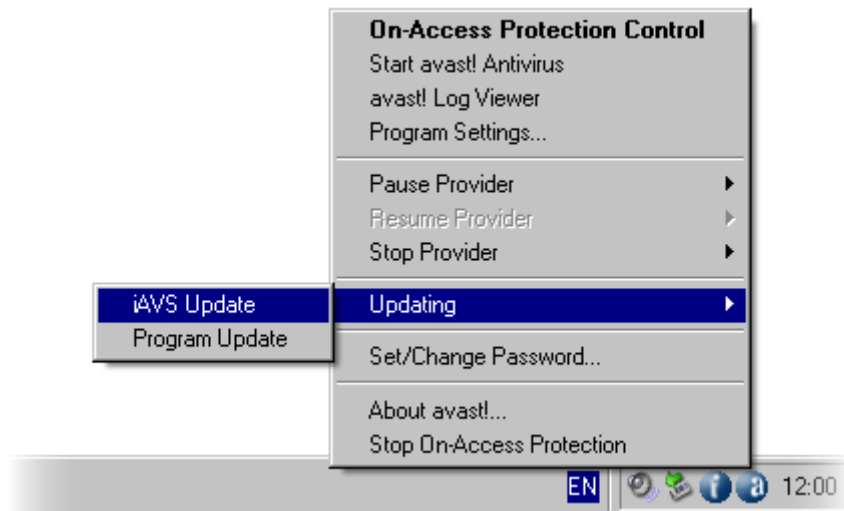 On-Access Protection Control
Start avast! Antivirus
avast! Log Viewer
Program Settings...
Pause Provider
Resume Provider
Stop Provider
Updating
iAVS Update
Program Update
Set/Change Password...
About avast!...
Stop On-Access Protection
EN
i
a
12:00